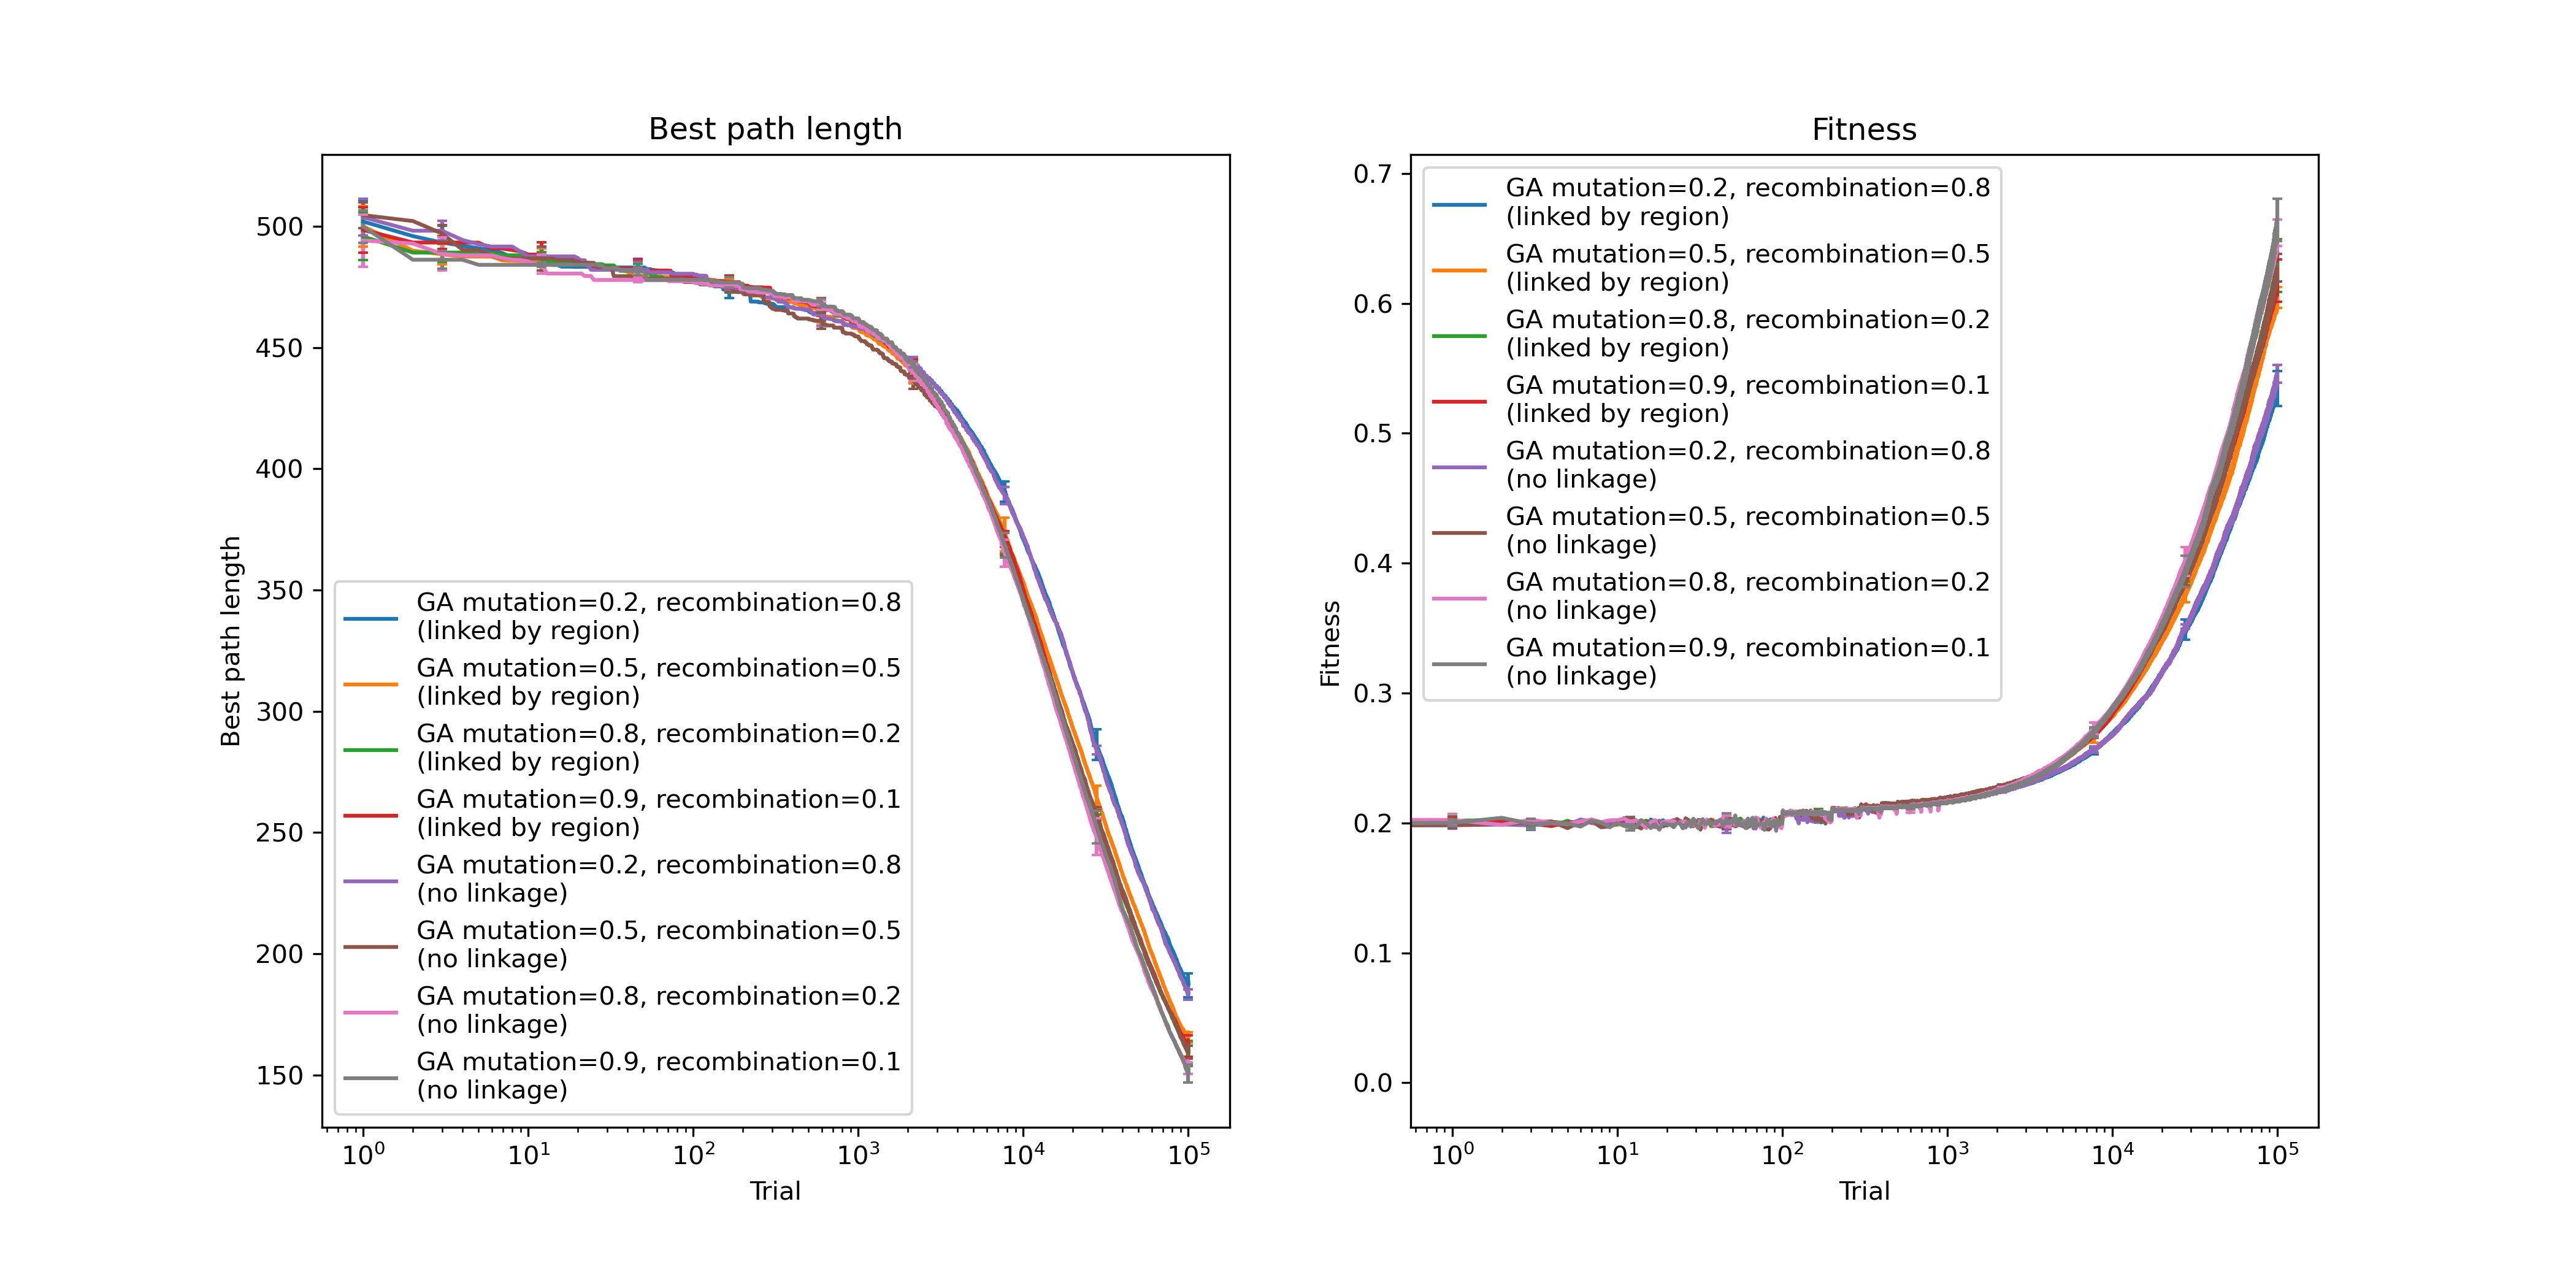 Best path length
Best path length
500
450
400
350
300
250
200
150
GA mutation=0.2, recombination=0.8
(linked by region)
GA mutation=0.5, recombination=0.5
(linked by region)
GA mutation=0.8, recombination=0.2
(linked by region)
GA mutation=0.9, recombination=0.1
(linked by region)
GA mutation=0.2, recombination=0.8
(no linkage)
GA mutation=0.5, recombination=0.5
(no linkage)
GA mutation=0.8, recombination=0.2
(no linkage)
GA mutation=0.9, recombination=0.1
(no linkage)
10⁰ 10¹ 10² 10³ 10⁴ 10⁵
Trial
Fitness
Fitness
0.7
0.6
0.5
0.4
0.3
0.2
0.1
0.0
GA mutation=0.2, recombination=0.8
(linked by region)
GA mutation=0.5, recombination=0.5
(linked by region)
GA mutation=0.8, recombination=0.2
(linked by region)
GA mutation=0.9, recombination=0.1
(linked by region)
GA mutation=0.2, recombination=0.8
(no linkage)
GA mutation=0.5, recombination=0.5
(no linkage)
GA mutation=0.8, recombination=0.2
(no linkage)
GA mutation=0.9, recombination=0.1
(no linkage)
10⁰ 10¹ 10² 10³ 10⁴ 10⁵
Trial